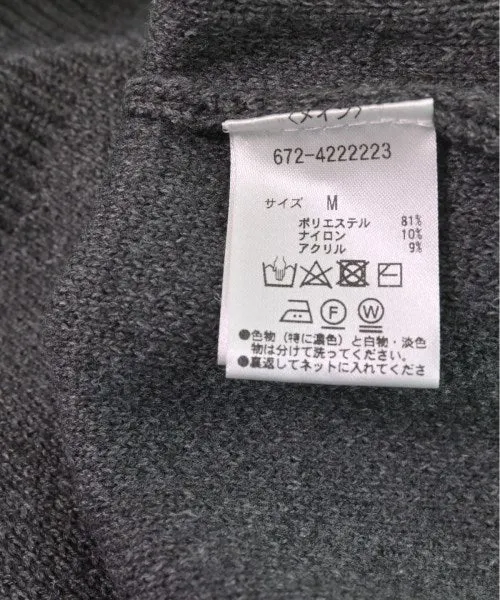 〈メイン〉
672-4222223
サイズ M
ポリエステル 81%
ナイロン 10%
アクリル 9%
F W
●色物（特に濃色）と白物・淡色
物は分けて洗ってください。
●裏返してネットに入れてくださ